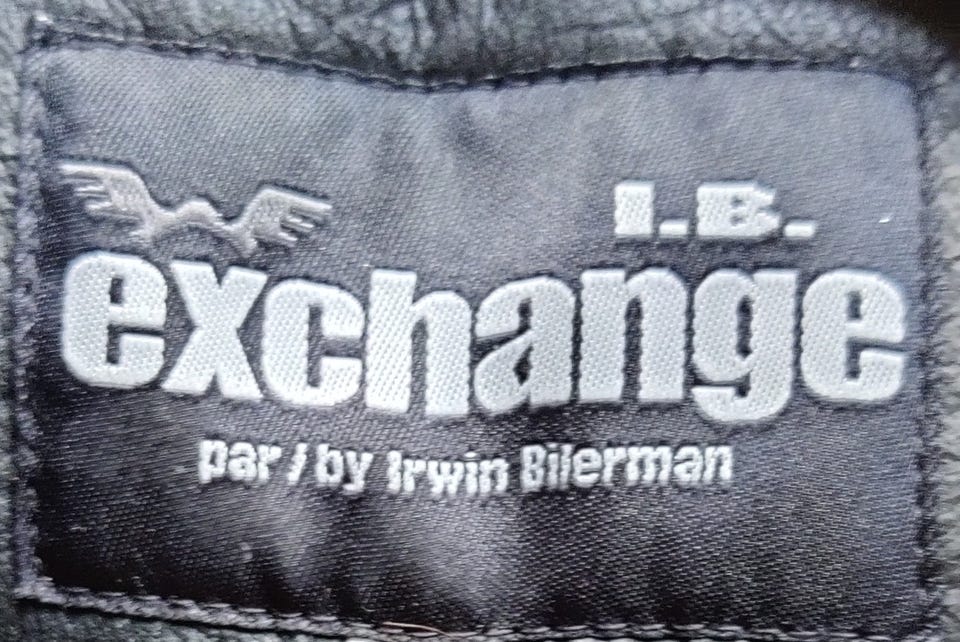 I.B.
exchange
par / by Irwin Bilerman